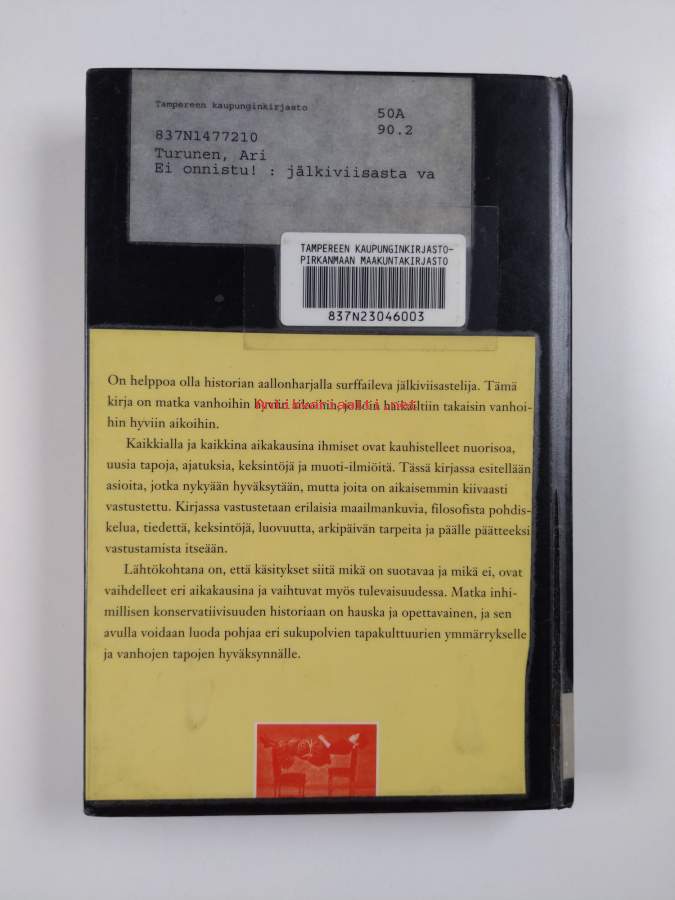 Tampereen kaupunginkirjasto
50A
837N1477210
90.2
Turunen, Ari
Ei onnistu! : jälkiviisasta va
TAMPEREEN KAUPUNGINKIRJASTO-
PIRKANMAAN MAAKUNTAKIRJASTO
837N23046003
On helppoa olla historian aallonharjalla surffaileva jälkiviisastelija. Tämä
kirja on matka vanhoihin hyviin aikoihin, jolloin haikailtiin takaisin vanhoi-
hin hyviin aikoihin.
Kaikkialla ja kaikkina aikakausina ihmiset ovat kauhistelleet nuorisoa,
uusia tapoja, ajatuksia, keksintöjä ja muoti-ilmiöitä. Tässä kirjassa esitellään
asioita, jotka nykyään hyväksytään, mutta joita on aikaisemmin kiivaasti
vastustettu. Kirjassa vastustetaan erilaisia maailmankuvia, filosofista pohdis-
kelua, tiedettä, keksintöjä, luovuutta, arkipäivän tarpeita ja päälle päätteeksi
vastustamista itseään.
Lähtökohtana on, että käsitykset siitä mikä on suotavaa ja mikä ei, ovat
vaihdelleet eri aikakausina ja vaihtuvat myös tulevaisuudessa. Matka inhi-
millisen konservatiivisuuden historiaan on hauska ja opettavainen, ja sen
avulla voidaan luoda pohjaa eri sukupolvien tapakulttuurien ymmärrykselle
ja vanhojen tapojen hyväksynnälle.